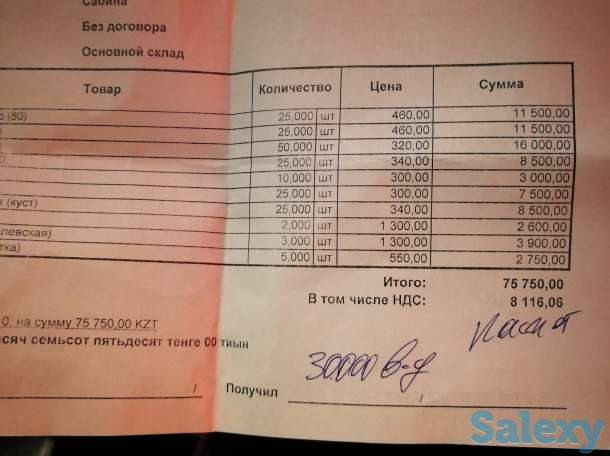 Сабина
Без договора
Основной склад
Товар Количество Цена Сумма
(80) 25,000 шт 460,00 11 500,00
25,000 шт 460,00 11 500,00
50,000 шт 320,00 16 000,00
25,000 шт 340,00 8 500,00
10,000 шт 300,00 3 000,00
25,000 шт 300,00 7 500,00
(куст) 25,000 шт 340,00 8 500,00
2,000 шт 1 300,00 2 600,00
левская) 3,000 шт 1 300,00 3 900,00
тка) 5,000 шт 550,00 2 750,00
Итого: 75 750,00
В том числе НДС: 8 116,06
0, на сумму 75 750,00 KZT
сяч семьсот пятьдесят тенге 00 тиын
30.000
/ Получил /
Salexy